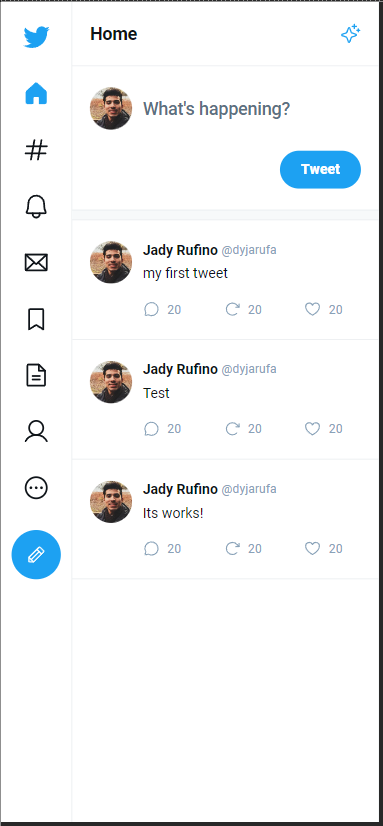 Home
What's happening?
Tweet
Jady Rufino @dyjarufa
my first tweet
20 20 20
Jady Rufino @dyjarufa
Test
20 20 20
Jady Rufino @dyjarufa
Its works!
20 20 20